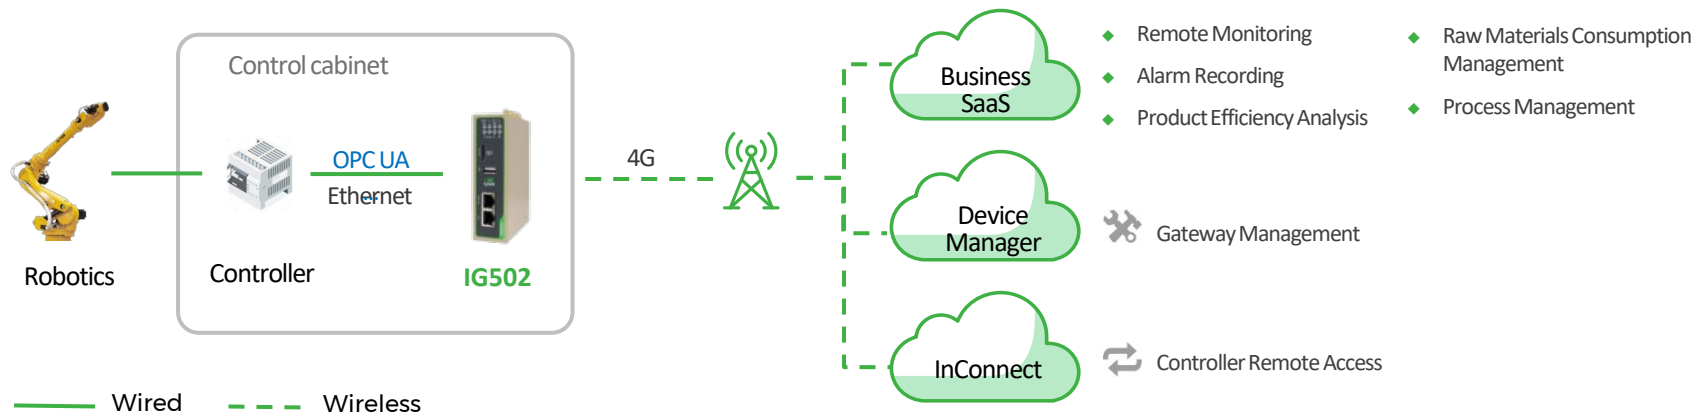 Control cabinet
Robotics
Controller
OPC UA
Ethernet
IG502
4G
Business
SaaS
Remote Monitoring
Alarm Recording
Product Efficiency Analysis
Raw Materials Consumption
Management
Process Management
Device
Manager
Gateway Management
InConnect
Controller Remote Access
Wired
Wireless